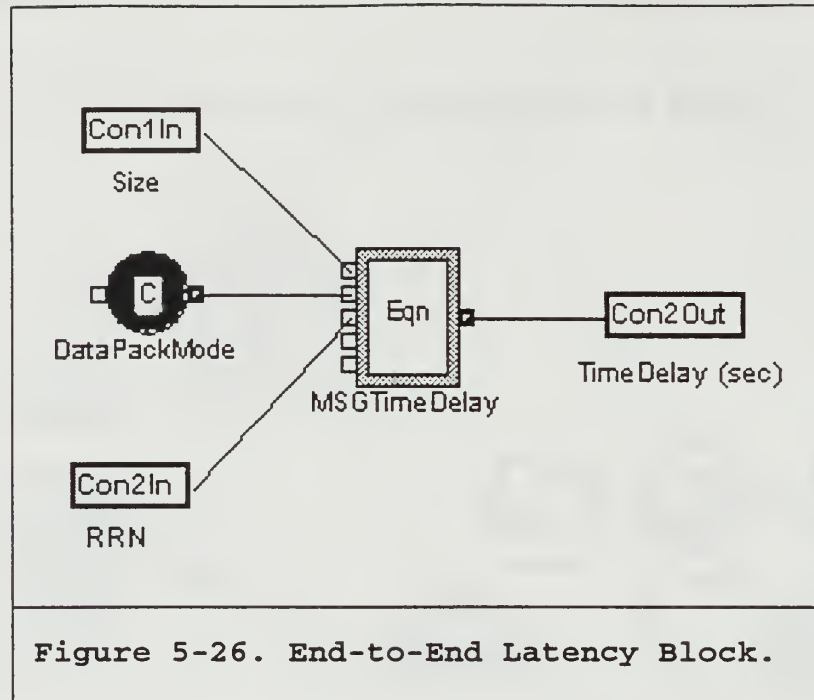 Con1In
Size
C
DataPackMode
Eqn
MSGTimeDelay
Con2Out
TimeDelay (sec)
Con2In
RRN
Figure 5-26. End-to-End Latency Block.